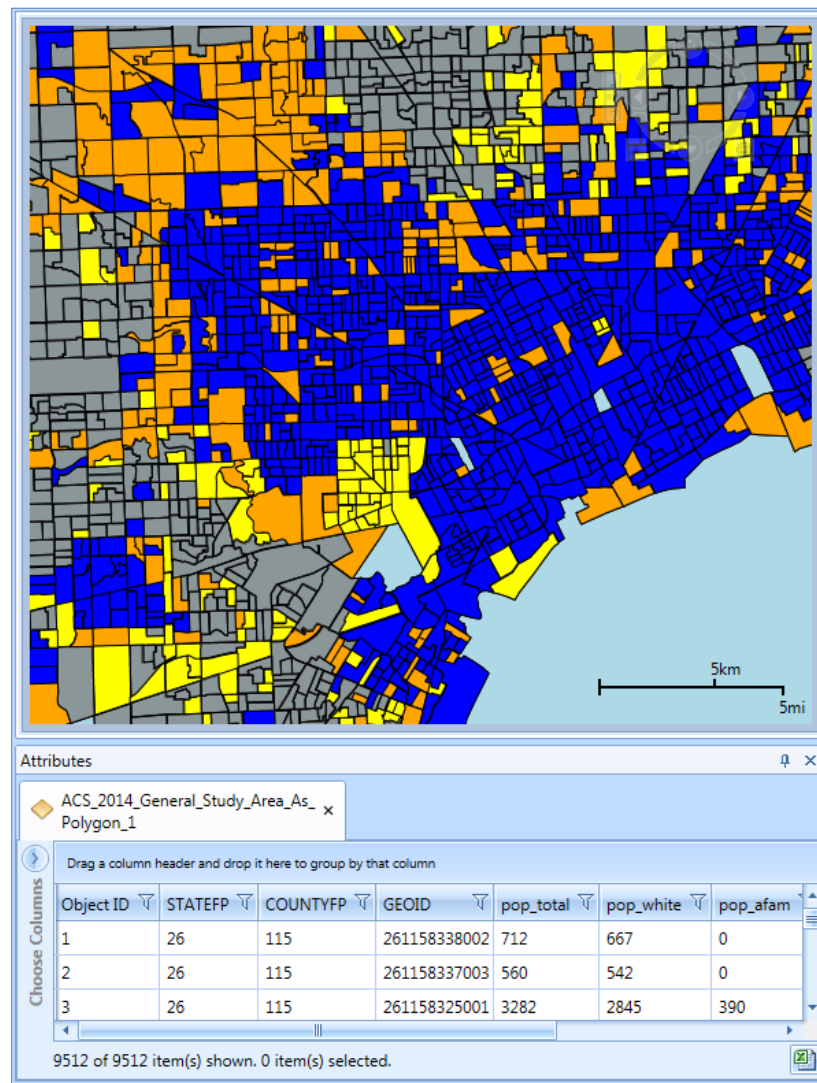 5km
5mi
Attributes
ACS_2014_General_Study_Area_As_
Polygon_1
Drag a column header and drop it here to group by that column
Choose Columns
Object ID STATEFP COUNTYFP GEOID pop_total pop_white pop_afam
1 26 115 261158338002 712 667 0
2 26 115 261158337003 560 542 0
3 26 115 261158325001 3282 2845 390
9512 of 9512 item(s) shown. 0 item(s) selected.